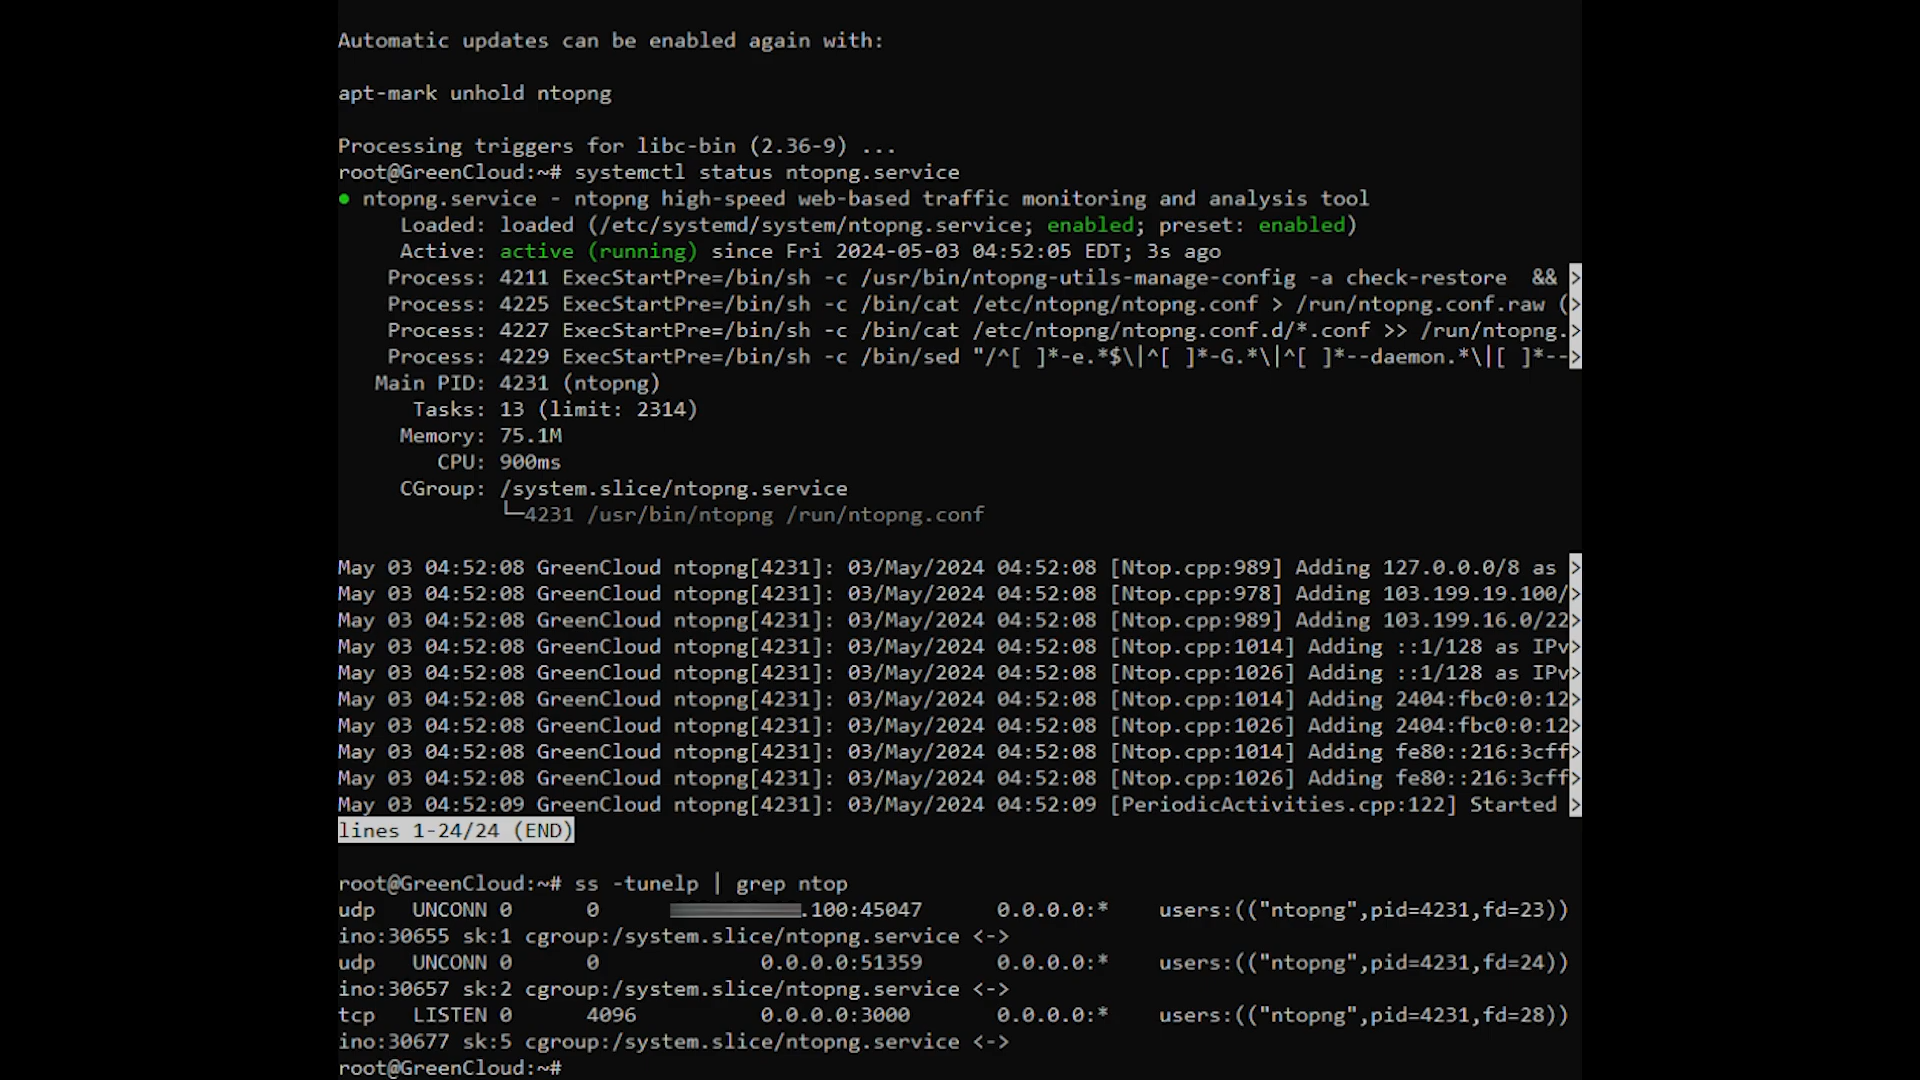 Automatic updates can be enabled again with:
apt-mark unhold ntopng
Processing triggers for libc-bin (2.36-9) ...
root@GreenCloud:~# systemctl status ntopng.service
● ntopng.service - ntopng high-speed web-based traffic monitoring and analysis tool
Loaded: loaded (/etc/systemd/system/ntopng.service; enabled; preset: enabled)
Active: active (running) since Fri 2024-05-03 04:52:05 EDT; 3s ago
Process: 4211 ExecStartPre=/bin/sh -c /usr/bin/ntopng-utils-manage-config -a check-restore  && >
Process: 4225 ExecStartPre=/bin/sh -c /bin/cat /etc/ntopng/ntopng.conf > /run/ntopng.conf.raw (>
Process: 4227 ExecStartPre=/bin/sh -c /bin/cat /etc/ntopng/ntopng.conf.d/*.conf >> /run/ntopng.>
Process: 4229 ExecStartPre=/bin/sh -c /bin/sed "/^[ ]*-e.*$\|^[ ]*-G.*\|^[ ]*--daemon.*\|[ ]*-->
Main PID: 4231 (ntopng)
Tasks: 13 (limit: 2314)
Memory: 75.1M
CPU: 900ms
CGroup: /system.slice/ntopng.service
└─4231 /usr/bin/ntopng /run/ntopng.conf
May 03 04:52:08 GreenCloud ntopng[4231]: 03/May/2024 04:52:08 [Ntop.cpp:989] Adding 127.0.0.0/8 as >
May 03 04:52:08 GreenCloud ntopng[4231]: 03/May/2024 04:52:08 [Ntop.cpp:978] Adding 103.199.19.100/>
May 03 04:52:08 GreenCloud ntopng[4231]: 03/May/2024 04:52:08 [Ntop.cpp:989] Adding 103.199.16.0/22>
May 03 04:52:08 GreenCloud ntopng[4231]: 03/May/2024 04:52:08 [Ntop.cpp:1014] Adding ::1/128 as IPv>
May 03 04:52:08 GreenCloud ntopng[4231]: 03/May/2024 04:52:08 [Ntop.cpp:1026] Adding ::1/128 as IPv>
May 03 04:52:08 GreenCloud ntopng[4231]: 03/May/2024 04:52:08 [Ntop.cpp:1014] Adding 2404:fbc0:0:12>
May 03 04:52:08 GreenCloud ntopng[4231]: 03/May/2024 04:52:08 [Ntop.cpp:1026] Adding 2404:fbc0:0:12>
May 03 04:52:08 GreenCloud ntopng[4231]: 03/May/2024 04:52:08 [Ntop.cpp:1014] Adding fe80::216:3cff>
May 03 04:52:08 GreenCloud ntopng[4231]: 03/May/2024 04:52:08 [Ntop.cpp:1026] Adding fe80::216:3cff>
May 03 04:52:09 GreenCloud ntopng[4231]: 03/May/2024 04:52:09 [PeriodicActivities.cpp:122] Started >
lines 1-24/24 (END)
root@GreenCloud:~# ss -tunelp | grep ntop
udp UNCONN 0 0 .100:45047 0.0.0.0:* users:(("ntopng",pid=4231,fd=23))
ino:30655 sk:1 cgroup:/system.slice/ntopng.service <->
udp UNCONN 0 0 0.0.0.0:51359 0.0.0.0:* users:(("ntopng",pid=4231,fd=24))
ino:30657 sk:2 cgroup:/system.slice/ntopng.service <->
tcp LISTEN 0 4096 0.0.0.0:3000 0.0.0.0:* users:(("ntopng",pid=4231,fd=28))
ino:30677 sk:5 cgroup:/system.slice/ntopng.service <->
root@GreenCloud:~#